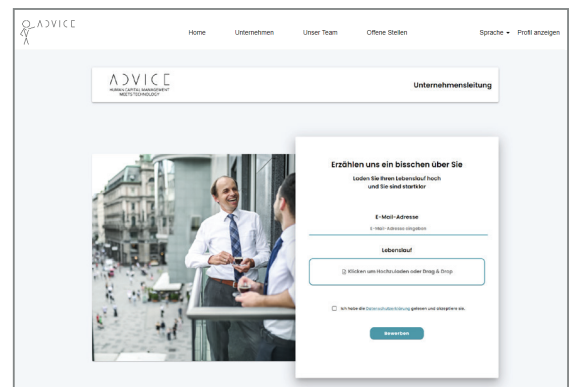 ADVICE
Home
Unternehmen
Unser Team
Offene Stellen
Sprache
Profil anzeigen
ADVICE
HUMAN CAPITAL MANAGEMENT
MEETS TECHNOLOGY
Unternehmensleitung
Erzählen uns ein bisschen über Sie
Laden Sie Ihren Lebenslauf hoch
und Sie sind startklar
E-Mail-Adresse
E-Mail-Adresse eingeben
Lebenslauf
Klicken um Hochzuladen oder Drag & Drop
Ich habe die Datenschutzerklärung gelesen und akzeptiere sie.
Bewerben